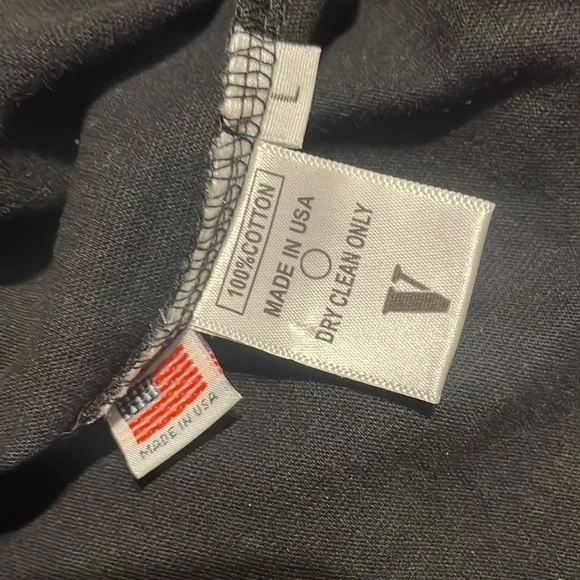 L
100%COTTON
MADE IN USA
DRY CLEAN ONLY
V
MADE IN USA